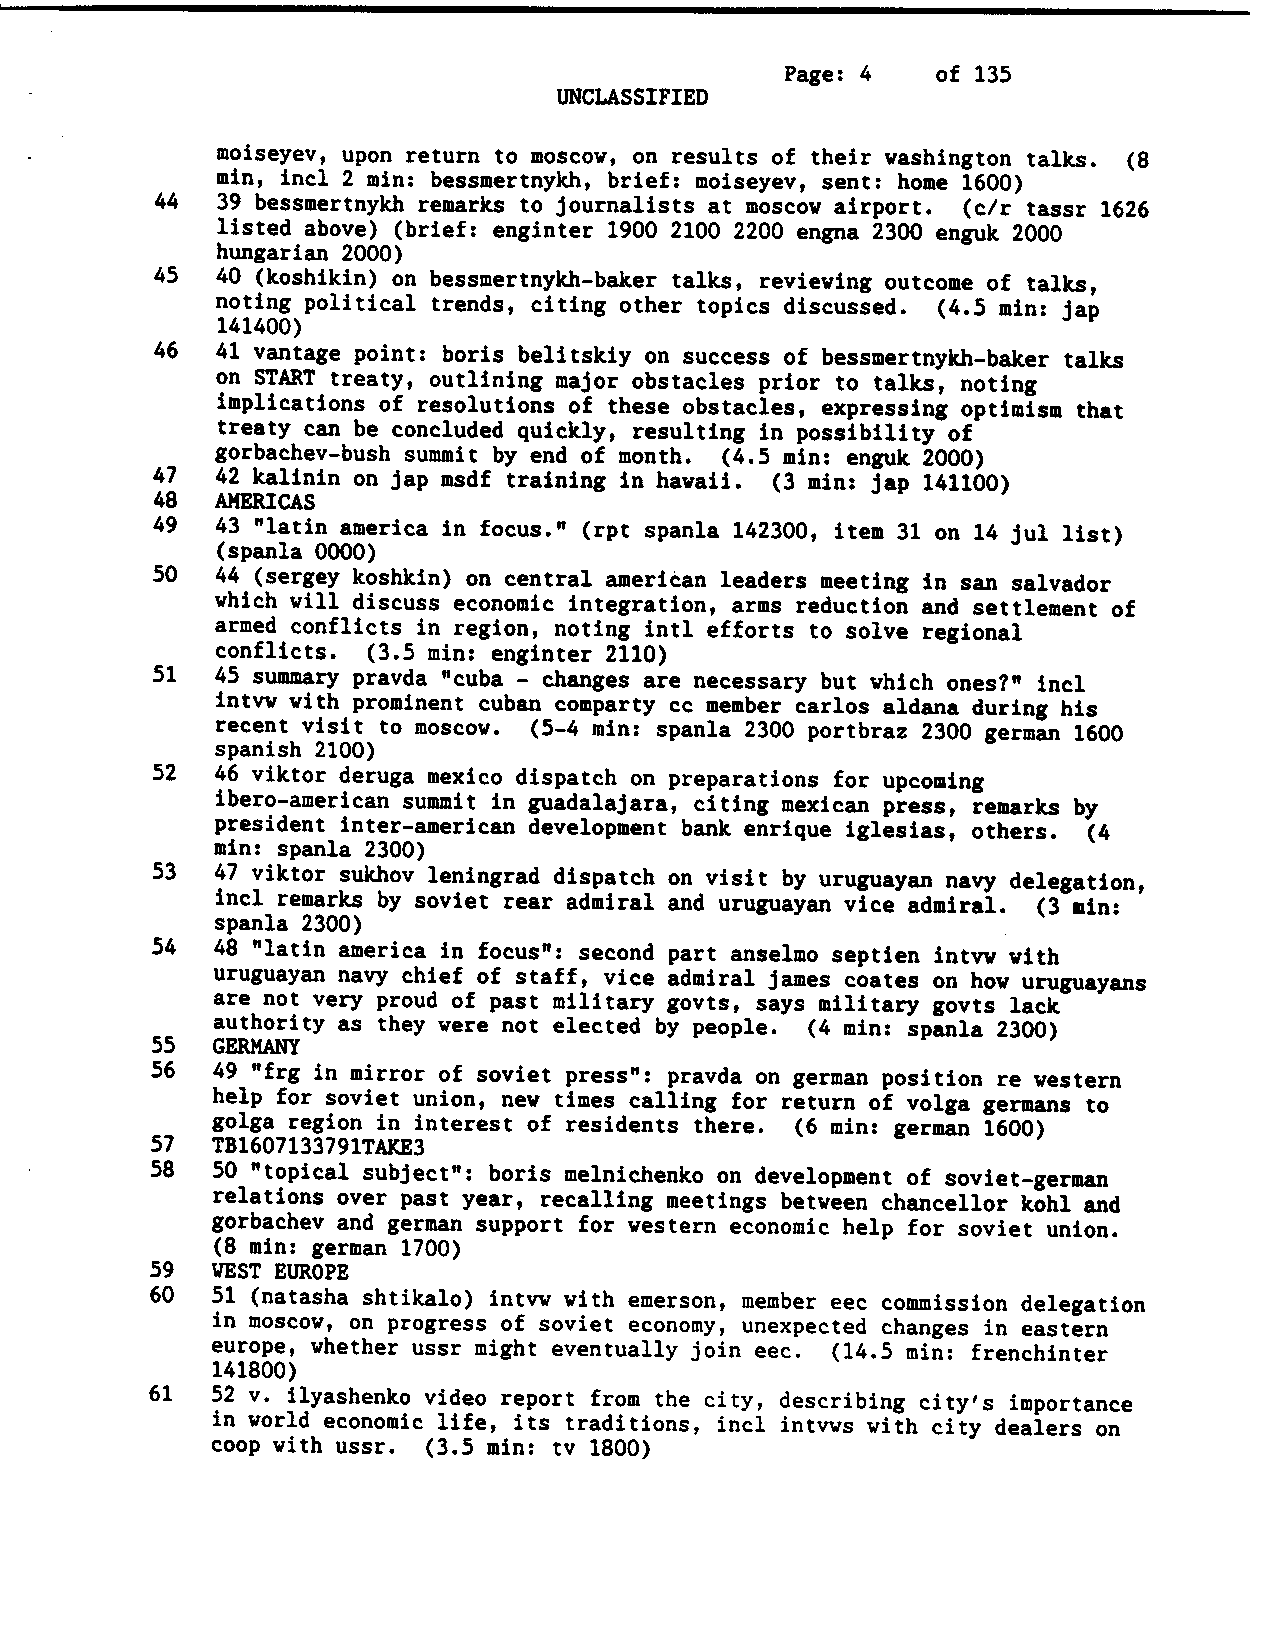 Page: 4 of 135
UNCLASSIFIED
moiseyev, upon return to moscow, on results of their washington talks. (8
min, incl 2 min: bessmertnykh, brief: moiseyev, sent: home 1600)
44 39 bessmertnykh remarks to journalists at moscow airport. (c/r tassr 1626
listed above) (brief: enginter 1900 2100 2200 engna 2300 enguk 2000
hungarian 2000)
45 40 (koshikin) on bessmertnykh-baker talks, reviewing outcome of talks,
noting political trends, citing other topics discussed. (4.5 min: jap
141400)
46 41 vantage point: boris belitskiy on success of bessmertnykh-baker talks
on START treaty, outlining major obstacles prior to talks, noting
implications of resolutions of these obstacles, expressing optimism that
treaty can be concluded quickly, resulting in possibility of
gorbachev-bush summit by end of month. (4.5 min: enguk 2000)
47 42 kalinin on jap msdf training in hawaii. (3 min: jap 141100)
48 AMERICAS
49 43 "latin america in focus." (rpt spanla 142300, item 31 on 14 jul list)
(spanla 0000)
50 44 (sergey koshkin) on central american leaders meeting in san salvador
which will discuss economic integration, arms reduction and settlement of
armed conflicts in region, noting intl efforts to solve regional
conflicts. (3.5 min: enginter 2110)
51 45 summary pravda "cuba - changes are necessary but which ones?" incl
intvw with prominent cuban comparty cc member carlos aldana during his
recent visit to moscow. (5-4 min: spanla 2300 portbraz 2300 german 1600
spanish 2100)
52 46 viktor deruga mexico dispatch on preparations for upcoming
ibero-american summit in guadalajara, citing mexican press, remarks by
president inter-american development bank enrique iglesias, others. (4
min: spanla 2300)
53 47 viktor sukhov leningrad dispatch on visit by uruguayan navy delegation,
incl remarks by soviet rear admiral and uruguayan vice admiral. (3 min:
spanla 2300)
54 48 "latin america in focus": second part anselmo septien intvw with
uruguayan navy chief of staff, vice admiral james coates on how uruguayans
are not very proud of past military govts, says military govts lack
authority as they were not elected by people. (4 min: spanla 2300)
55 GERMANY
56 49 "frg in mirror of soviet press": pravda on german position re western
help for soviet union, new times calling for return of volga germans to
golga region in interest of residents there. (6 min: german 1600)
57 TB1607133791TAKE3
58 50 "topical subject": boris melnichenko on development of soviet-german
relations over past year, recalling meetings between chancellor kohl and
gorbachev and german support for western economic help for soviet union.
(8 min: german 1700)
59 WEST EUROPE
60 51 (natasha shtikalo) intvw with emerson, member eec commission delegation
in moscow, on progress of soviet economy, unexpected changes in eastern
europe, whether ussr might eventually join eec. (14.5 min: frenchinter
141800)
61 52 v. ilyashenko video report from the city, describing city's importance
in world economic life, its traditions, incl intvws with city dealers on
coop with ussr. (3.5 min: tv 1800)